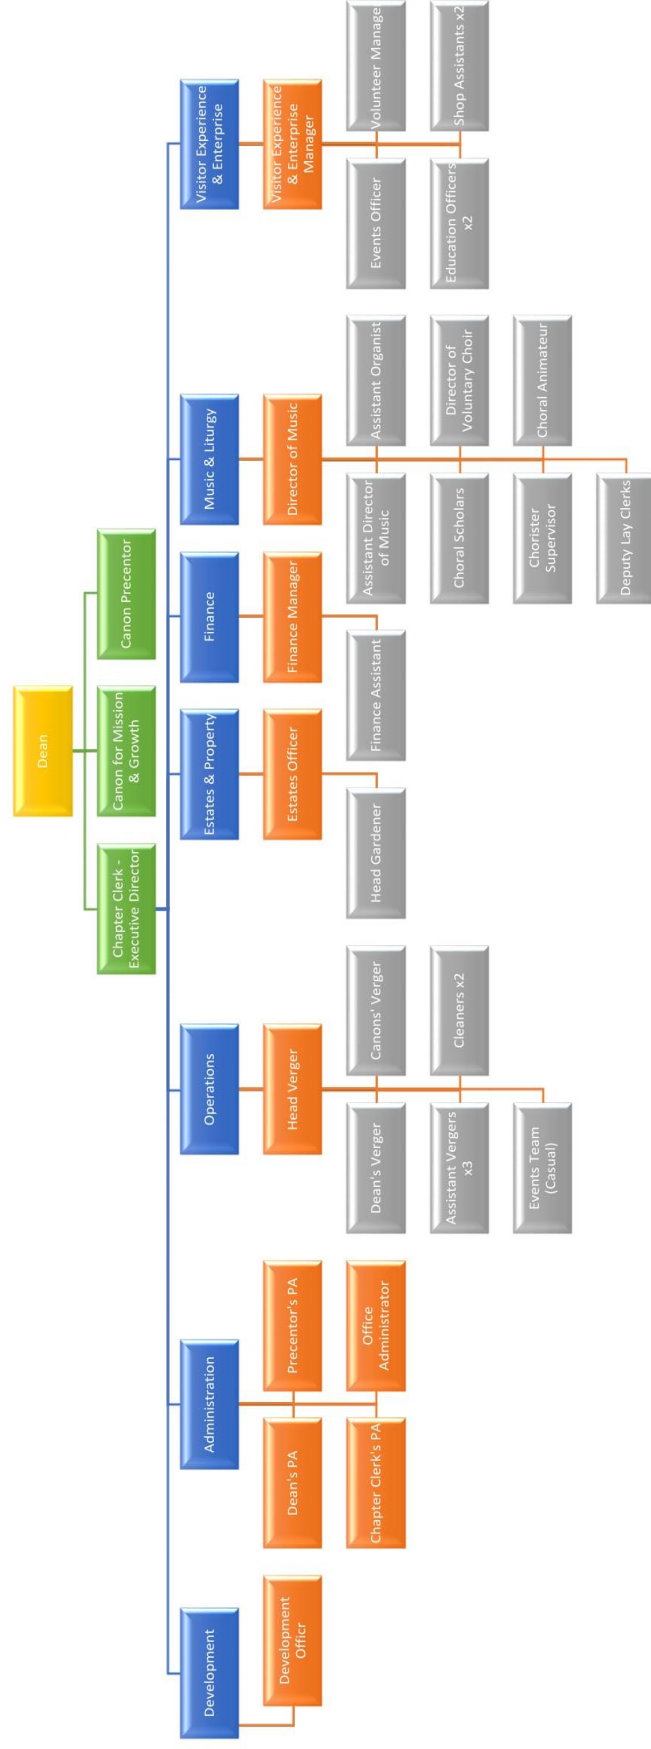 Dean
Chapter Clerk -
Executive Director
Canon for Mission
& Growth
Canon Precentor
Development
Administration
Operations
Estates & Property
Finance
Music & Liturgy
Visitor Experience
& Enterprise
Development
Officr
Dean's PA
Precentor's PA
Chapter Clerk's PA
Office
Administrator
Head Verger
Dean's Verger
Canons' Verger
Assistant Vergers
x3
Cleaners x2
Events Team
(Casual)
Estates Officer
Head Gardener
Finance Manager
Finance Assistant
Director of Music
Assistant Director
of Music
Assistant Organist
Choral Scholars
Director of
Voluntary Choir
Chorister
Supervisor
Choral Animateur
Deputy Lay Clerks
Visitor Experience
& Enterprise
Manager
Events Officer
Volunteer Manage
Education Officers
x2
Shop Assistants x2